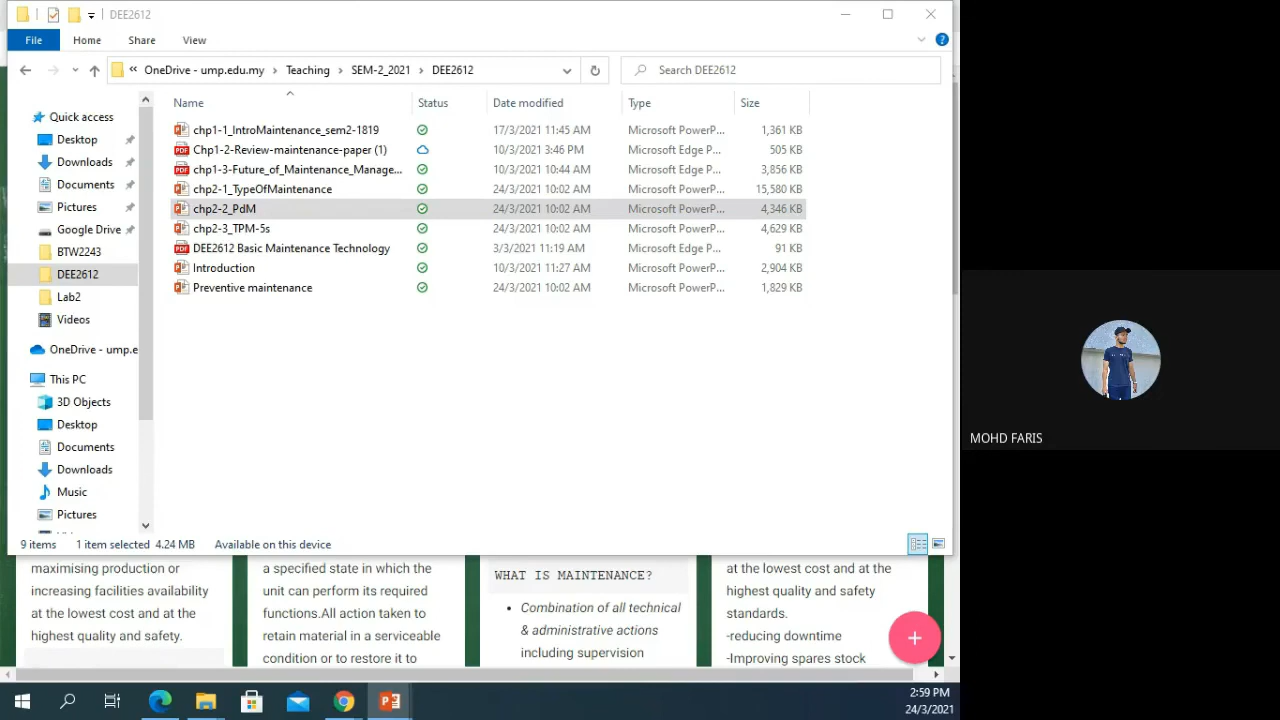 DEE2612
File Home Share View
« OneDrive - ump.edu.my > Teaching > SEM-2_2021 > DEE2612
Search DEE2612
Name Status Date modified Type Size
chp1-1_IntroMaintenance_sem2-1819 17/3/2021 11:45 AM Microsoft PowerP... 1,361 KB
Chp1-2-Review-maintenance-paper (1) 10/3/2021 3:46 PM Microsoft Edge P... 505 KB
chp1-3-Future_of_Maintenance_Manage... 10/3/2021 10:44 AM Microsoft Edge P... 3,856 KB
chp2-1_TypeOfMaintenance 24/3/2021 10:02 AM Microsoft PowerP... 15,580 KB
chp2-2_PdM 24/3/2021 10:02 AM Microsoft PowerP... 4,346 KB
chp2-3_TPM-5s 24/3/2021 10:02 AM Microsoft PowerP... 4,629 KB
DEE2612 Basic Maintenance Technology 3/3/2021 11:19 AM Microsoft Edge P... 91 KB
Introduction 10/3/2021 11:27 AM Microsoft PowerP... 2,904 KB
Preventive maintenance 24/3/2021 10:02 AM Microsoft PowerP... 1,829 KB
Quick access
Desktop
Downloads
Documents
Pictures
Google Drive
BTW2243
DEE2612
Lab2
Videos
OneDrive - ump.e
This PC
3D Objects
Desktop
Documents
Downloads
Music
Pictures
9 items 1 item selected 4.24 MB Available on this device
maximising production or
increasing facilities availability
at the lowest cost and at the
highest quality and safety.
a specified state in which the
unit can perform its required
functions.All action taken to
retain material in a serviceable
condition or to restore it to
WHAT IS MAINTENANCE?
• Combination of all technical
& administrative actions
including supervision
at the lowest cost and at the
highest quality and safety
standards.
-reducing downtime
-Improving spares stock
2:59 PM
24/3/2021
MOHD FARIS